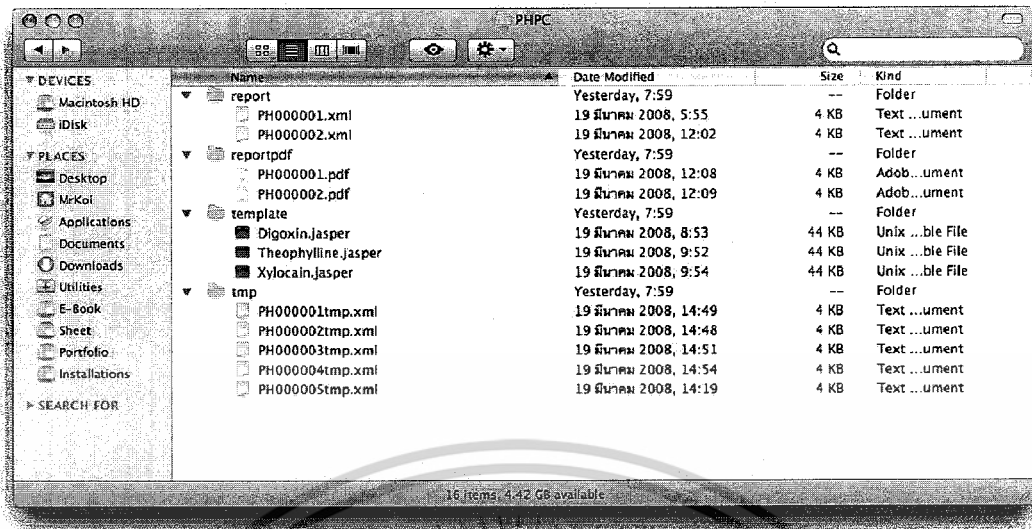 PHPC
Name Date Modified Size Kind
DEVICES
Macintosh HD
iDisk
PLACES
Desktop
MrKoi
Applications
Documents
Downloads
Utilities
E-Book
Sheet
Portfolio
Installations
SEARCH FOR
report Yesterday, 7:59 -- Folder
PH000001.xml 19 มีนาคม 2008, 5:55 4 KB Text ...ument
PH000002.xml 19 มีนาคม 2008, 12:02 4 KB Text ...ument
reportpdf Yesterday, 7:59 -- Folder
PH000001.pdf 19 มีนาคม 2008, 12:08 4 KB Adob...ument
PH000002.pdf 19 มีนาคม 2008, 12:09 4 KB Adob...ument
template Yesterday, 7:59 -- Folder
Digoxin.jasper 19 มีนาคม 2008, 8:53 44 KB Unix ...ble File
Theophylline.jasper 19 มีนาคม 2008, 9:52 44 KB Unix ...ble File
Xylocain.jasper 19 มีนาคม 2008, 9:54 44 KB Unix ...ble File
tmp Yesterday, 7:59 -- Folder
PH000001tmp.xml 19 มีนาคม 2008, 14:49 4 KB Text ...ument
PH000002tmp.xml 19 มีนาคม 2008, 14:48 4 KB Text ...ument
PH000003tmp.xml 19 มีนาคม 2008, 14:51 4 KB Text ...ument
PH000004tmp.xml 19 มีนาคม 2008, 14:54 4 KB Text ...ument
PH000005tmp.xml 19 มีนาคม 2008, 14:19 4 KB Text ...ument
16 items, 4.42 GB available